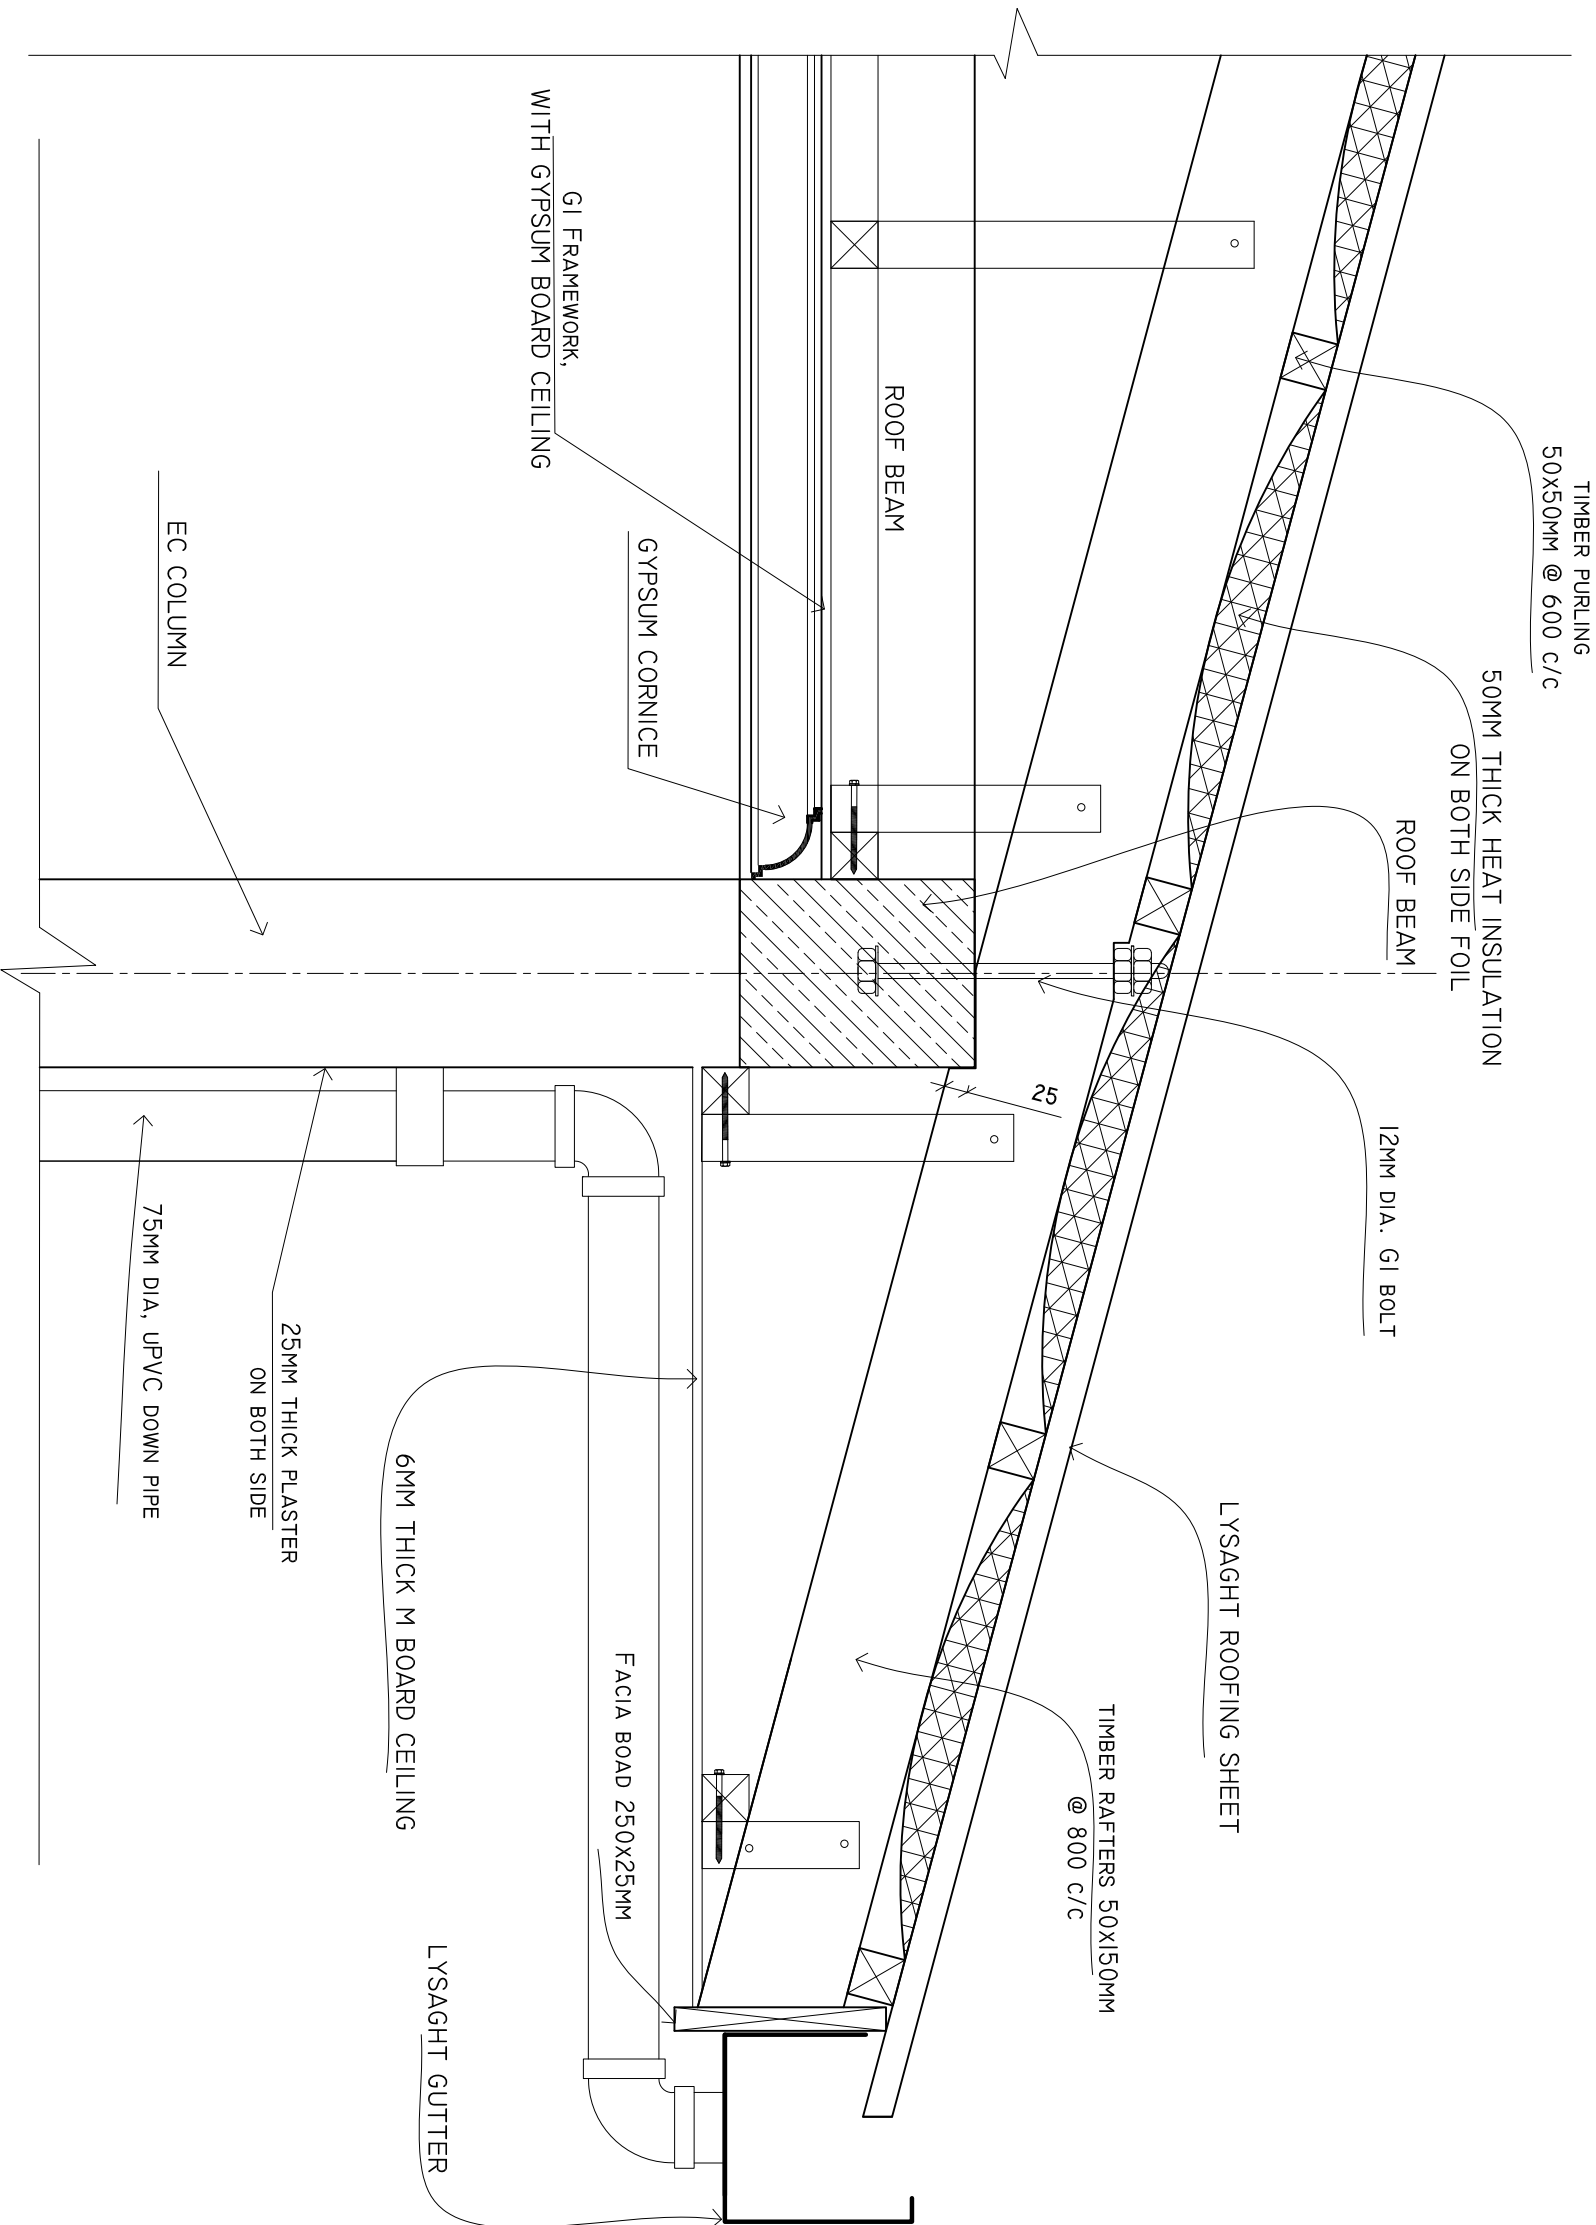 TIMBER PURLING
50X50MM @ 600 C/C
50MM THICK HEAT INSULATION
ON BOTH SIDE FOIL
ROOF BEAM
12MM DIA. GI BOLT
LYSAGHT ROOFING SHEET
TIMBER RAFTERS 50X150MM
@ 800 C/C
25
ROOF BEAM
GYPSUM CORNICE
GI FRAMEWORK,
WITH GYPSUM BOARD CEILING
FACIA BOAD 250X25MM
LYSAGHT GUTTER
6MM THICK M BOARD CEILING
25MM THICK PLASTER
ON BOTH SIDE
EC COLUMN
75MM DIA, UPVC DOWN PIPE